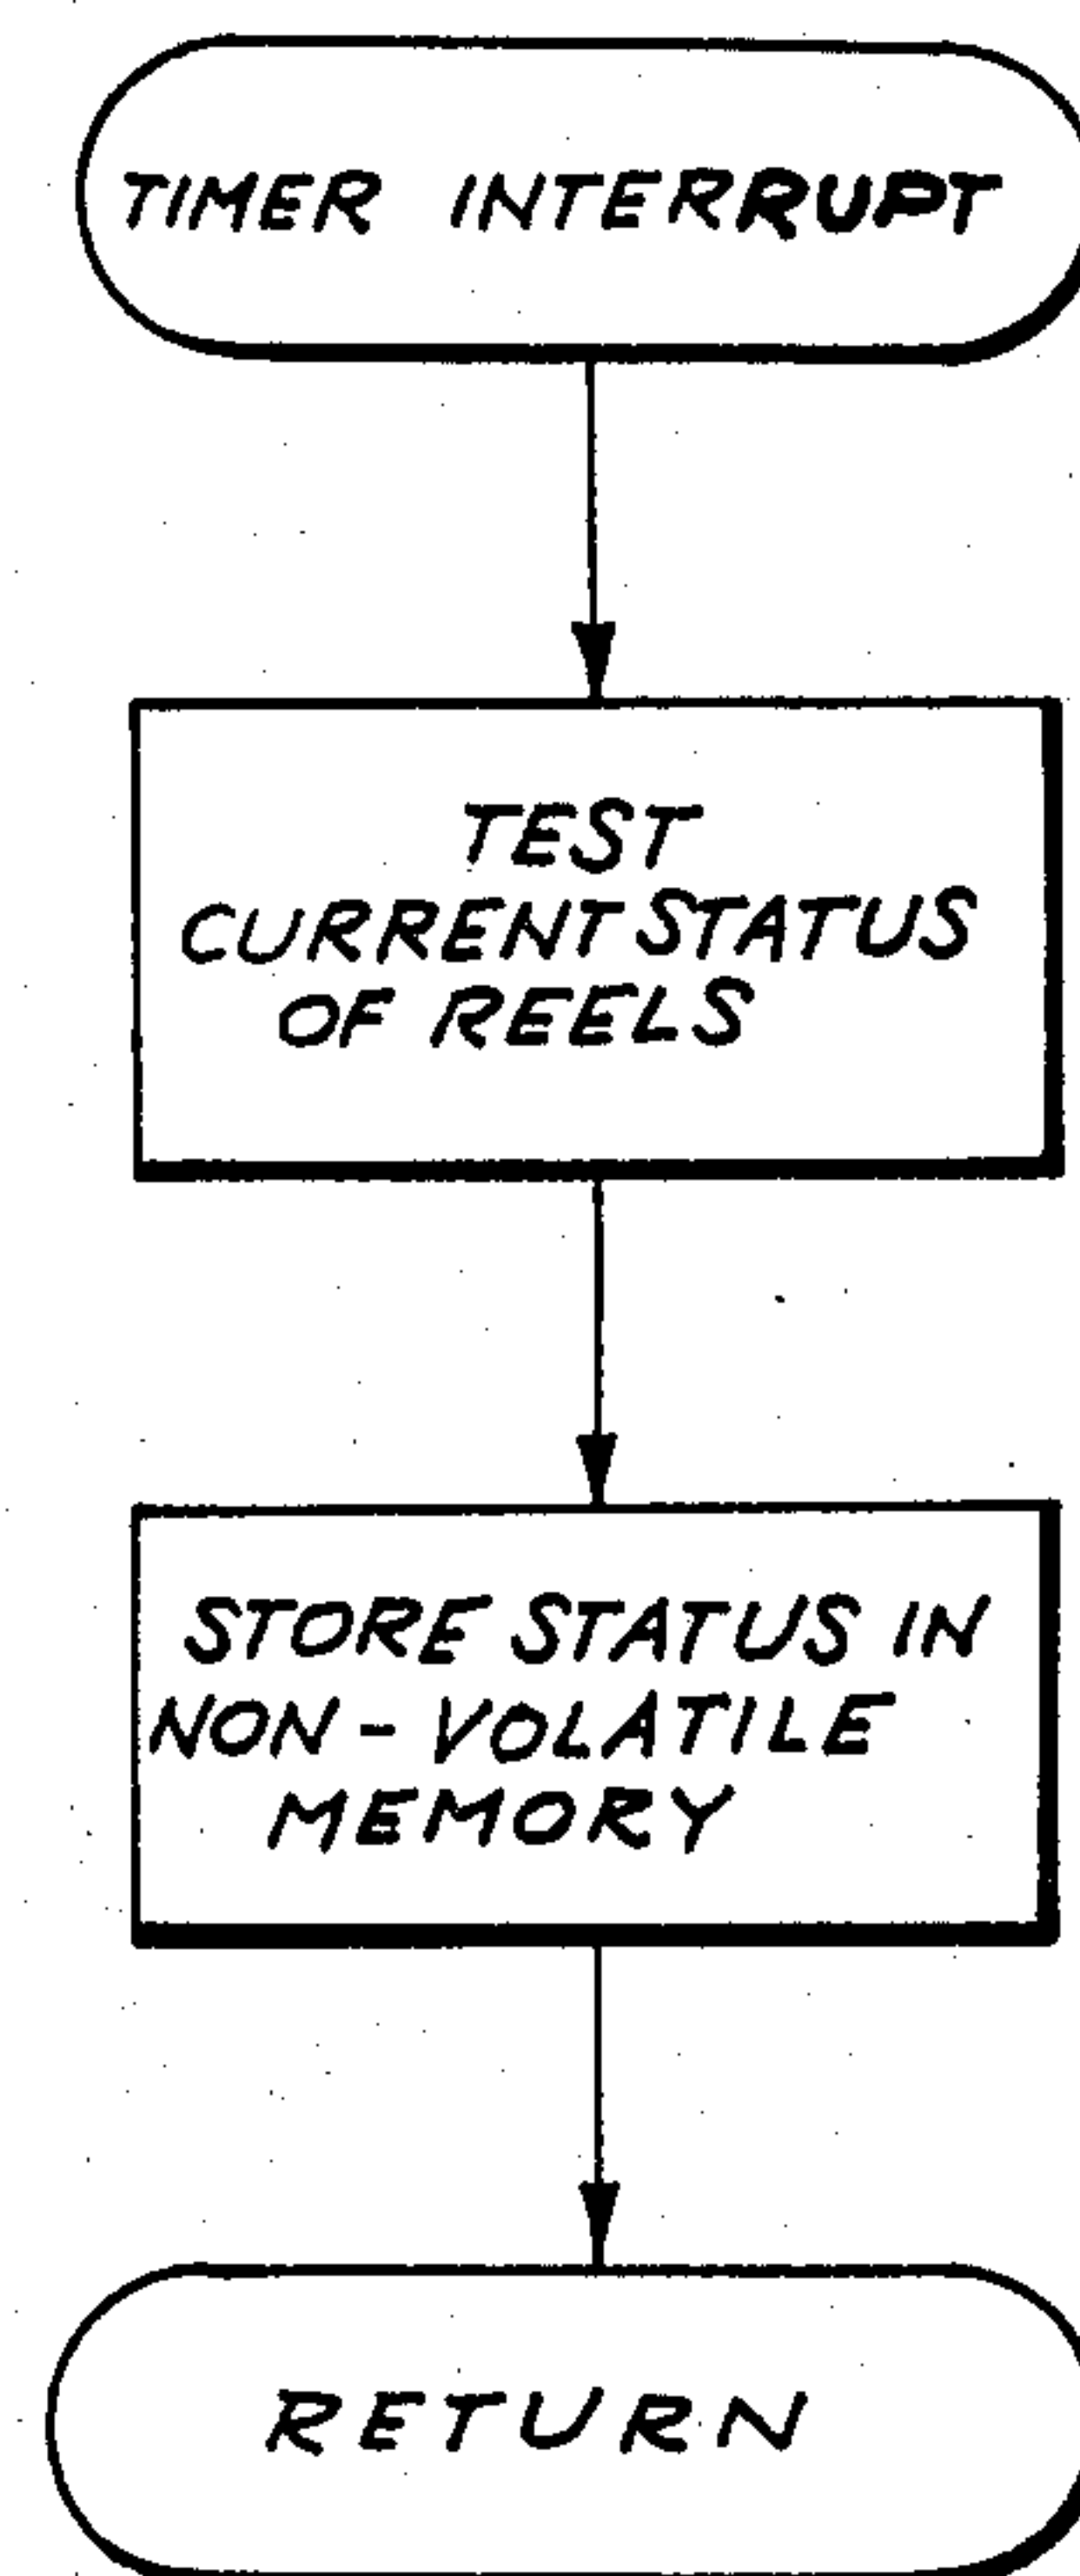 TIMER INTERRUPT
TEST
CURRENT STATUS
OF REELS
STORE STATUS IN
NON-VOLATILE
MEMORY
RETURN